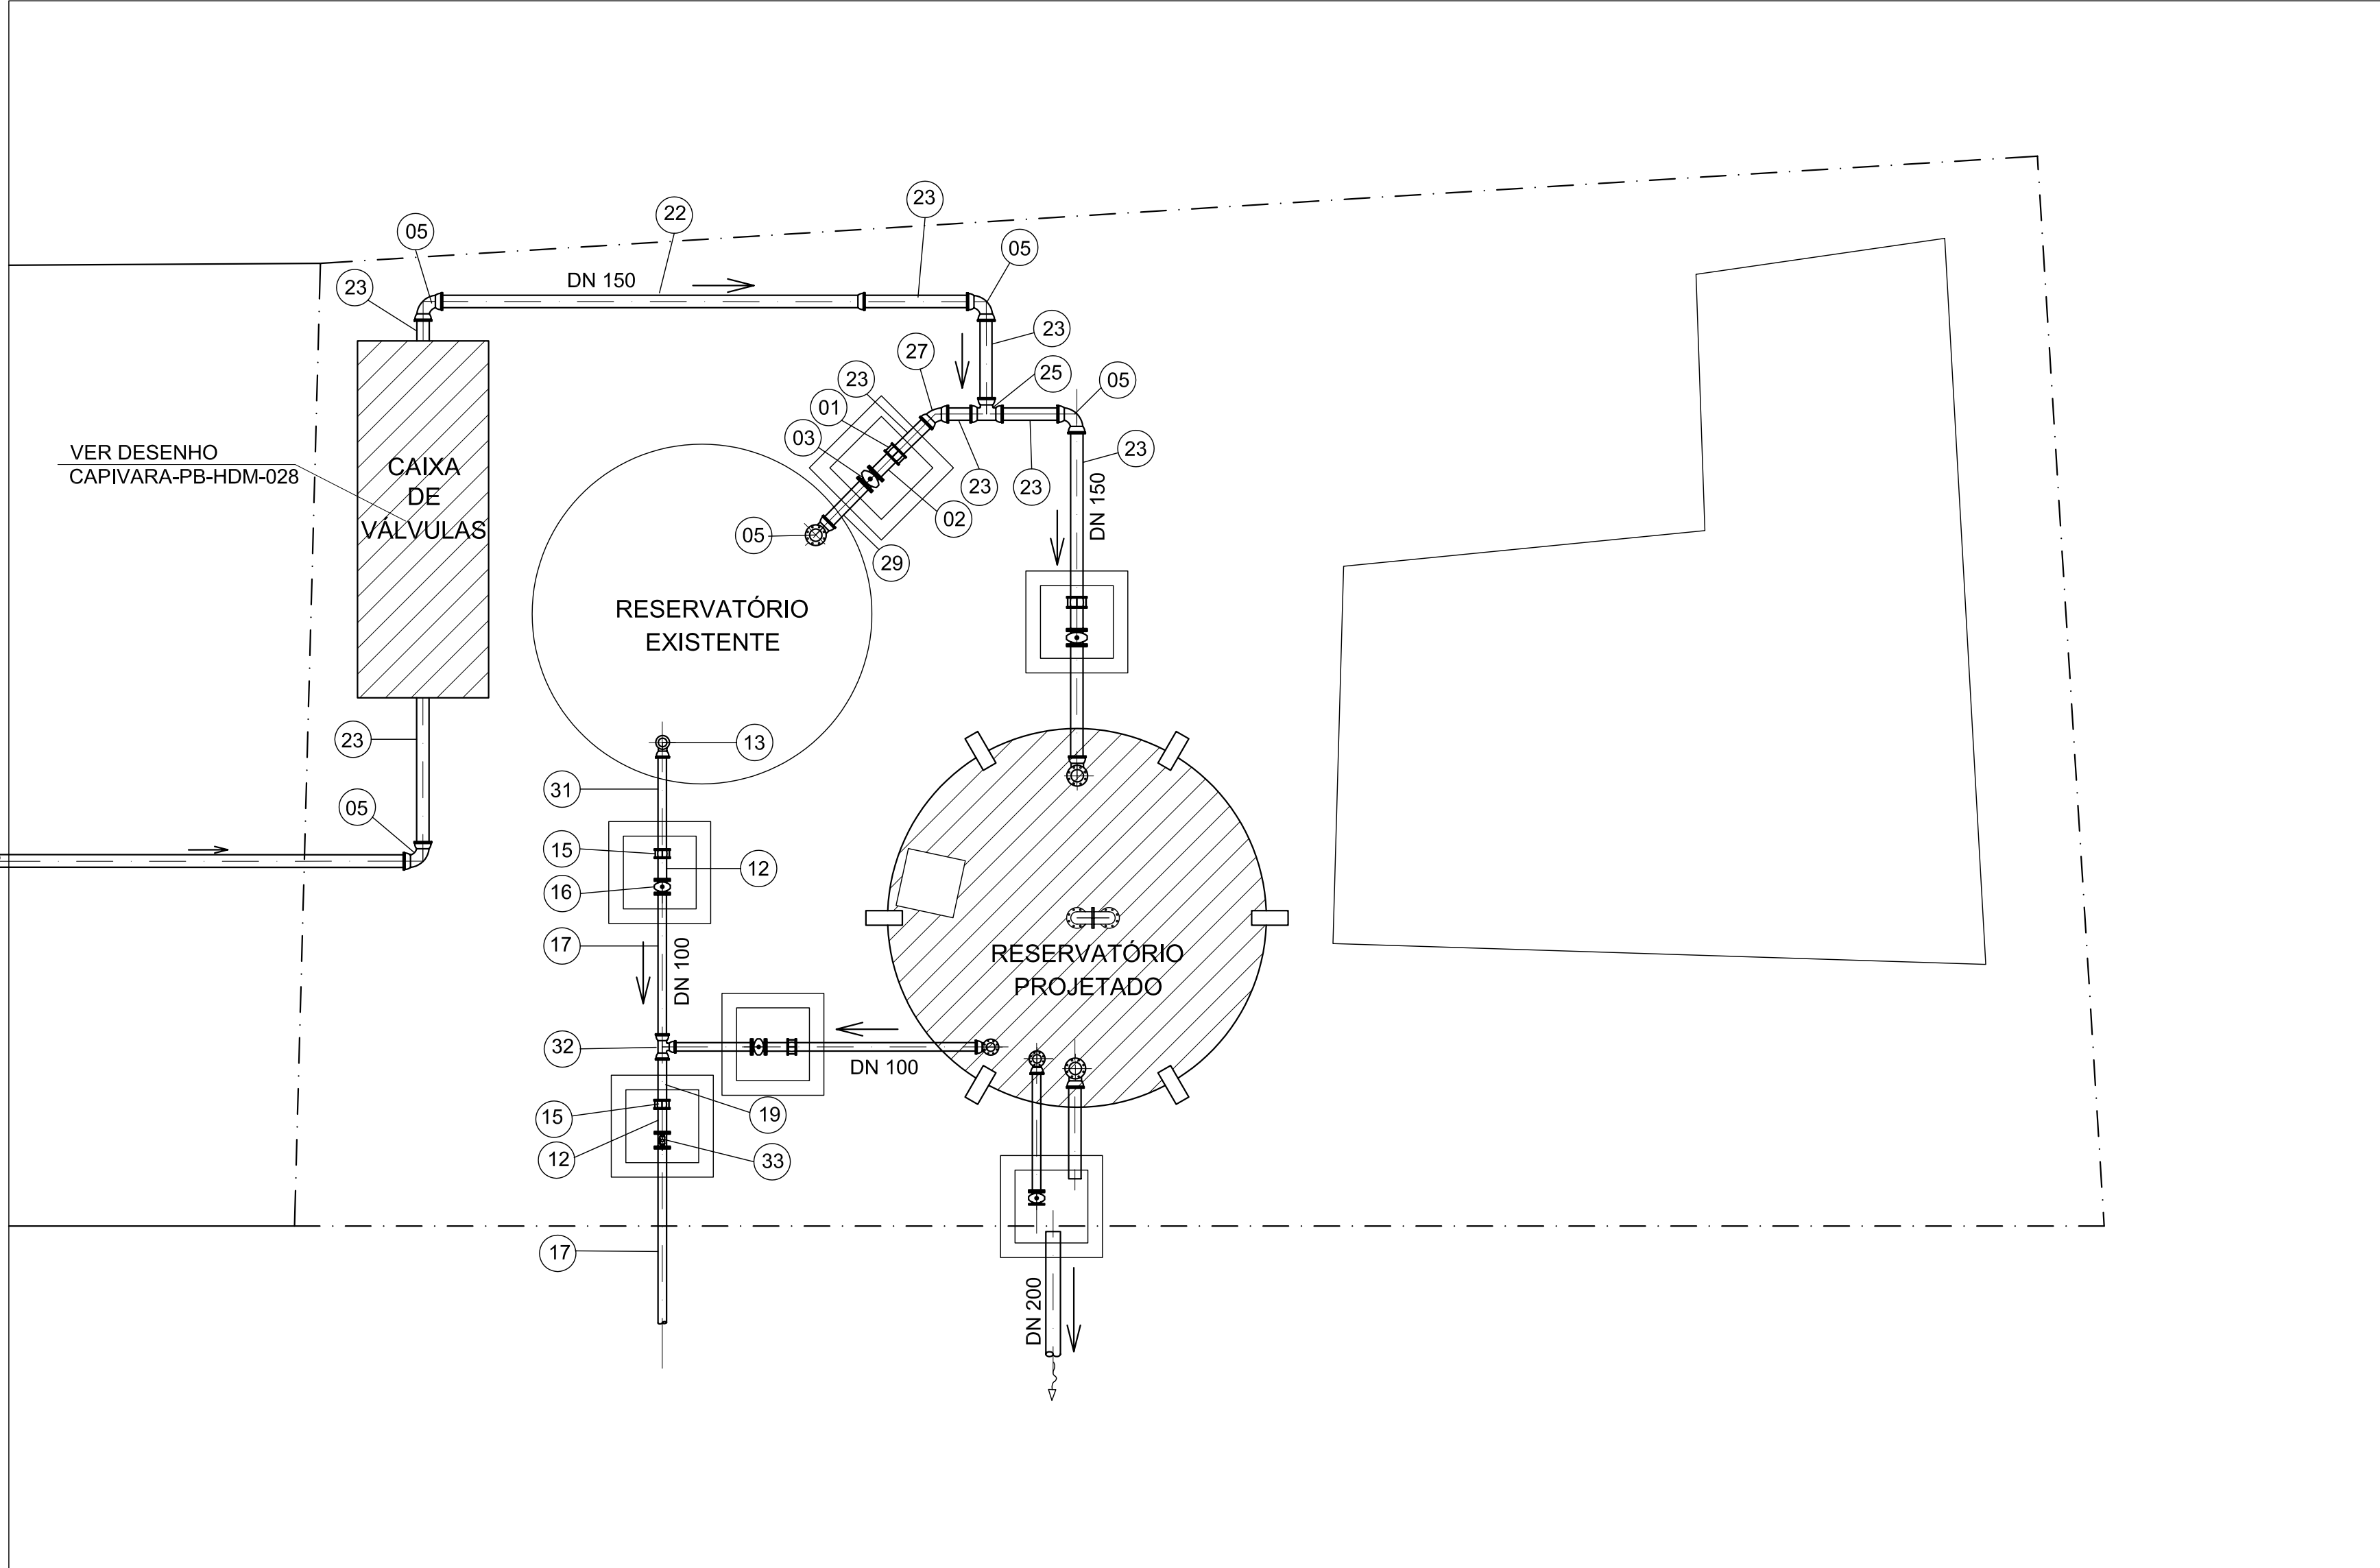 23
22
05
05
23
DN 150
23
27
25
23
05
01
03
23
VER DESENHO
CAPIVARA-PB-HDM-028
CAIXA
DE
VÁLVULAS
23
23
DN 150
02
05
29
RESERVATÓRIO
EXISTENTE
23
13
31
05
15
12
16
17
DN 100
RESERVATÓRIO
PROJETADO
32
DN 100
15
19
12
33
17
DN 200